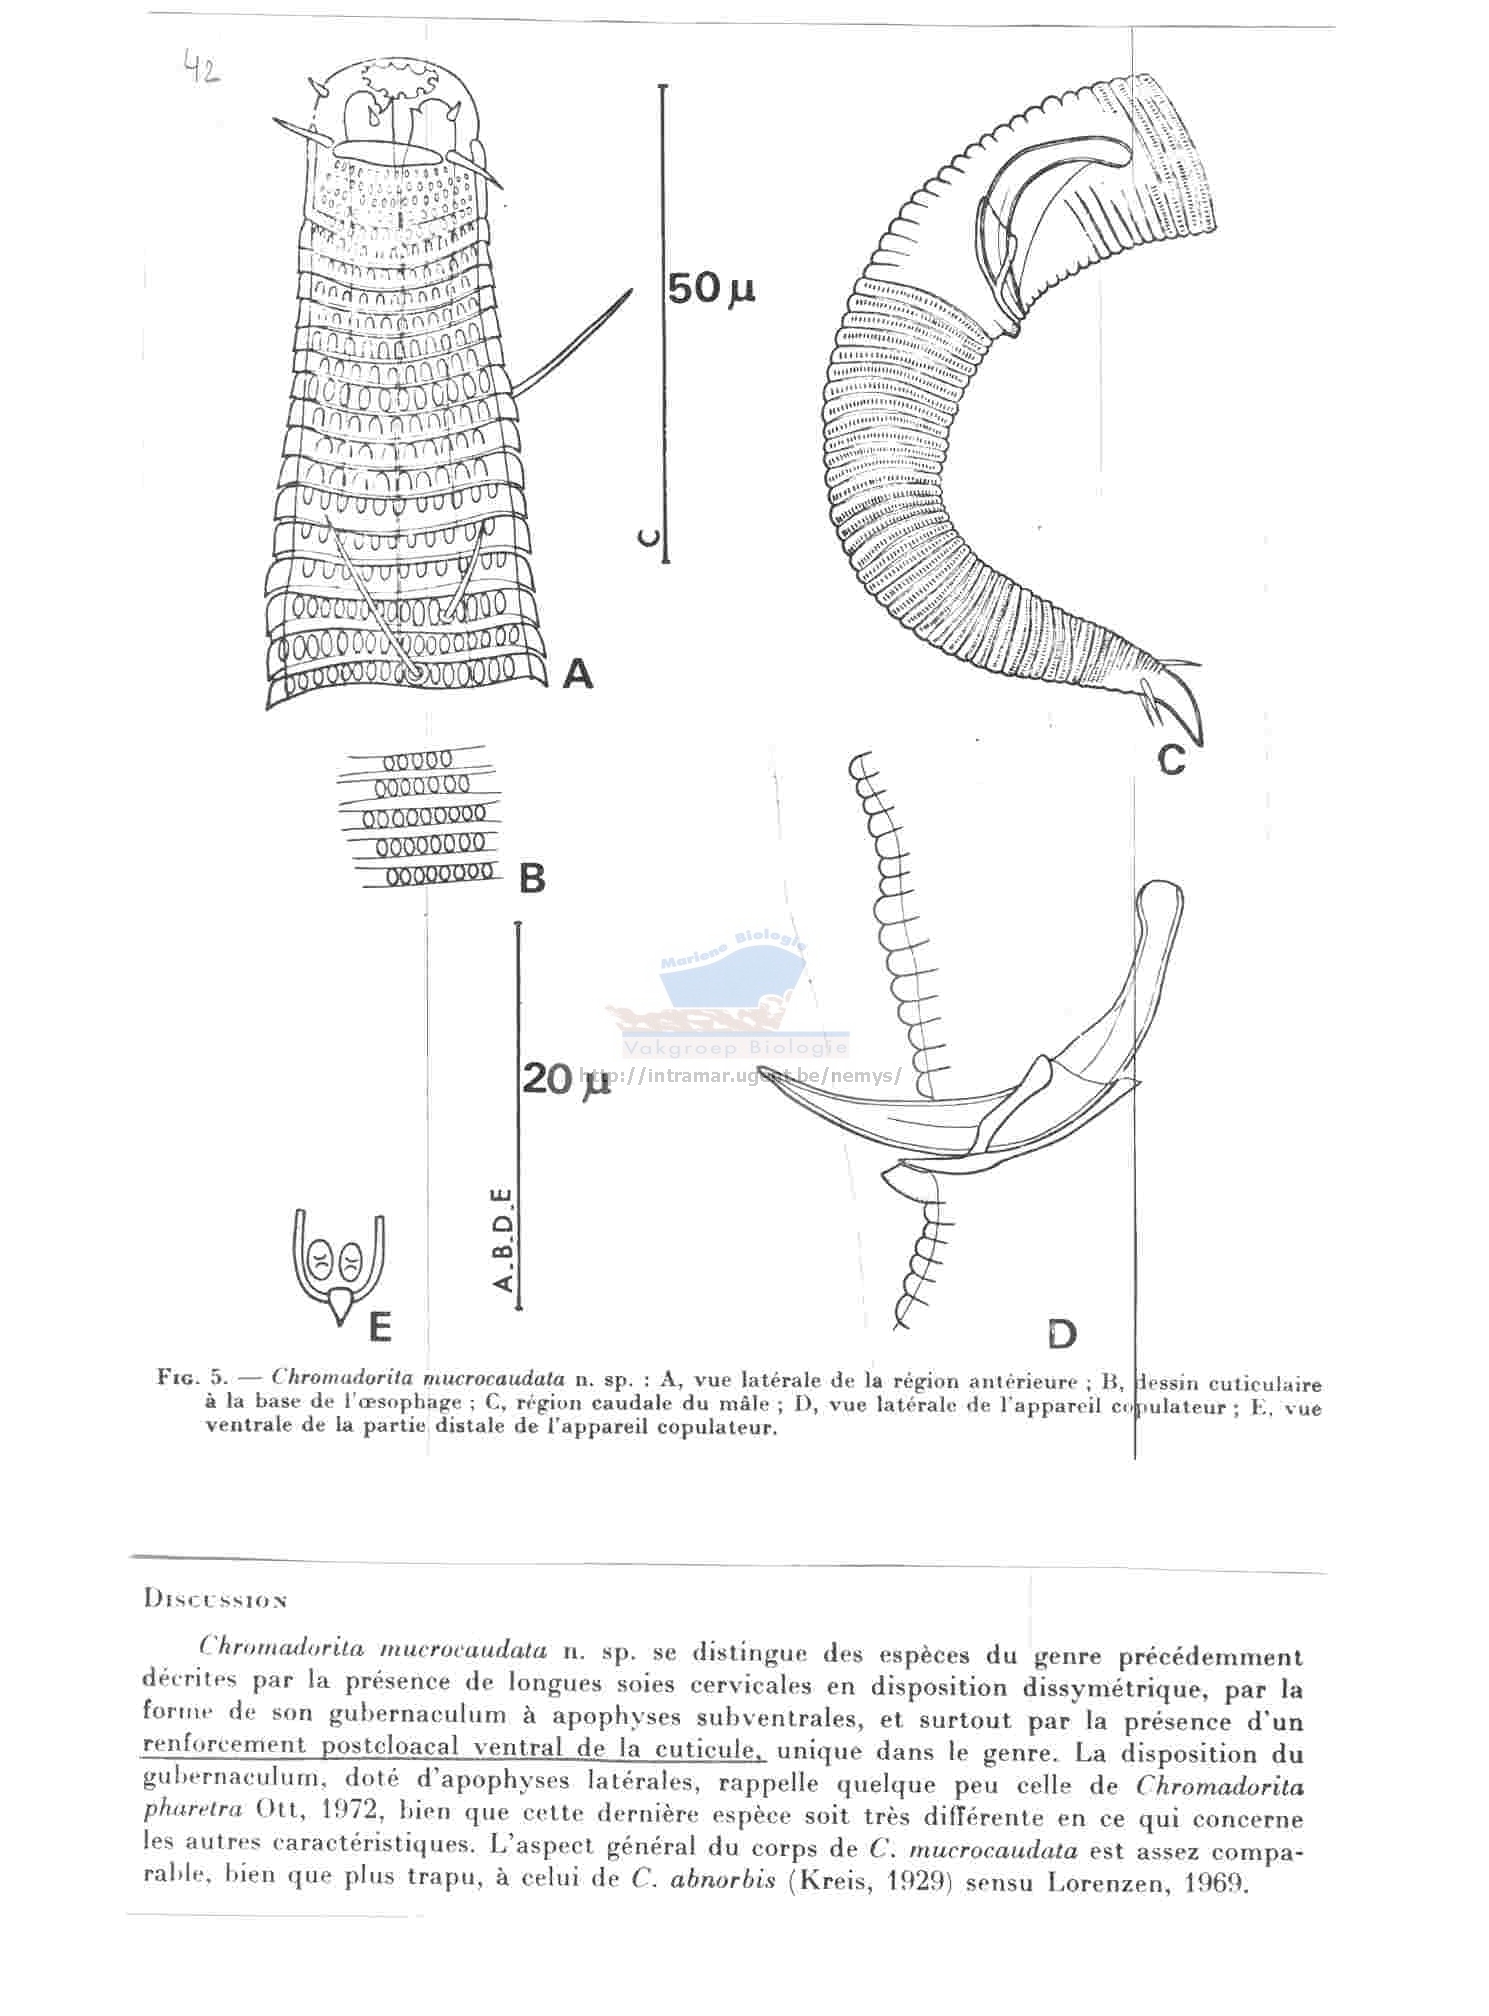 42
50 µ
C
A
C
B
Mariene Biologie
Vakgroep Biologie
http://intramar.ugent.be/nemys/
20 µ
A.B.D.E
E
D
FIG. 5. — Chromadorita mucrocaudata n. sp. : A, vue latérale de la région antérieure ; B, dessin cuticulaire
à la base de l'œsophage ; C, région caudale du mâle ; D, vue latérale de l'appareil copulateur ; E, vue
ventrale de la partie distale de l'appareil copulateur.
DISCUSSION
Chromadorita mucrocaudata n. sp. se distingue des espèces du genre précédemment
décrites par la présence de longues soies cervicales en disposition dissymétrique, par la
forme de son gubernaculum à apophyses subventrales, et surtout par la présence d'un
renforcement postcloacal ventral de la cuticule, unique dans le genre. La disposition du
gubernaculum, doté d'apophyses latérales, rappelle quelque peu celle de Chromadorita
pharetra Ott, 1972, bien que cette dernière espèce soit très différente en ce qui concerne
les autres caractéristiques. L'aspect général du corps de C. mucrocaudata est assez compa-
rable, bien que plus trapu, à celui de C. abnorbis (Kreis, 1929) sensu Lorenzen, 1969.